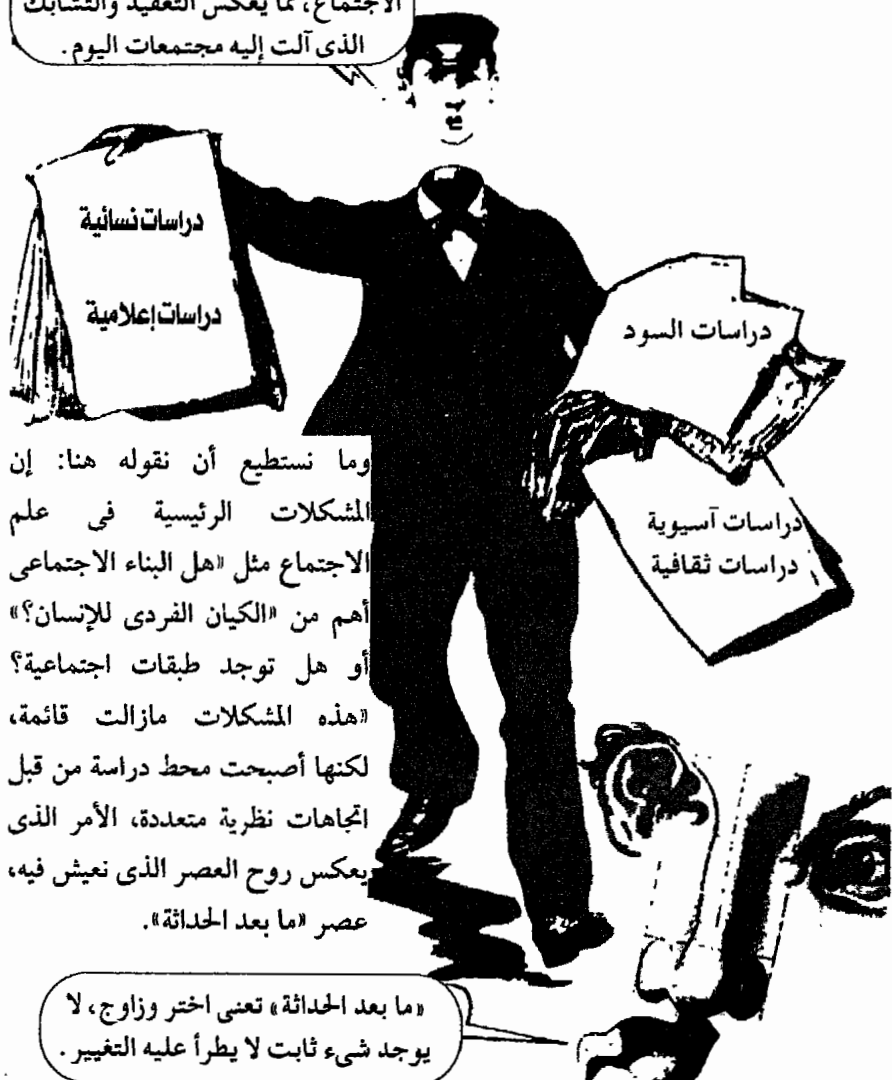 الاجتماع، مما يعكس التعقيد والتشابك
الذى آلت إليه مجتمعات اليوم.
دراسات نسائية
دراسات إعلامية
دراسات السود
دراسات آسيوية
دراسات ثقافية
وما نستطيع أن نقوله هنا: إن
المشكلات الرئيسية فى علم
الاجتماع مثل «هل البناء الاجتماعى
أهم من «الكيان الفردى للإنسان؟»
أو هل توجد طبقات اجتماعية؟
«هذه المشكلات مازالت قائمة،
لكنها أصبحت محط دراسة من قبل
اتجاهات نظرية متعددة، الأمر الذى
يعكس روح العصر الذى نعيش فيه،
عصر «ما بعد الحداثة».
«ما بعد الحداثة» تعنى اختر وزاوج، لا
يوجد شىء ثابت لا يطرأ عليه التغيير.